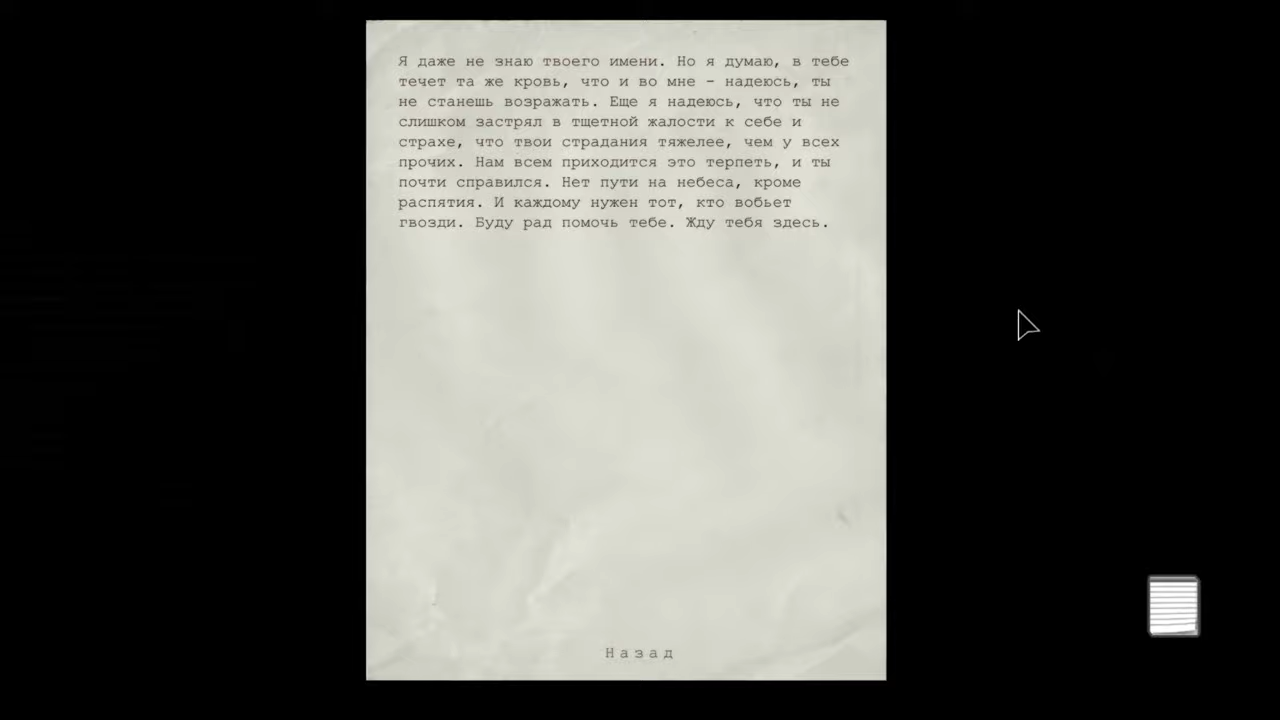 Я даже не знаю твоего имени. Но я думаю, в тебе
течет та же кровь, что и во мне - надеюсь, ты
не станешь возражать. Еще я надеюсь, что ты не
слишком застрял в тщетной жалости к себе и
страхе, что твои страдания тяжелее, чем у всех
прочих. Нам всем приходится это терпеть, и ты
почти справился. Нет пути на небеса, кроме
распятия. И каждому нужен тот, кто вобьет
гвозди. Буду рад помочь тебе. Жду тебя здесь.
Назад